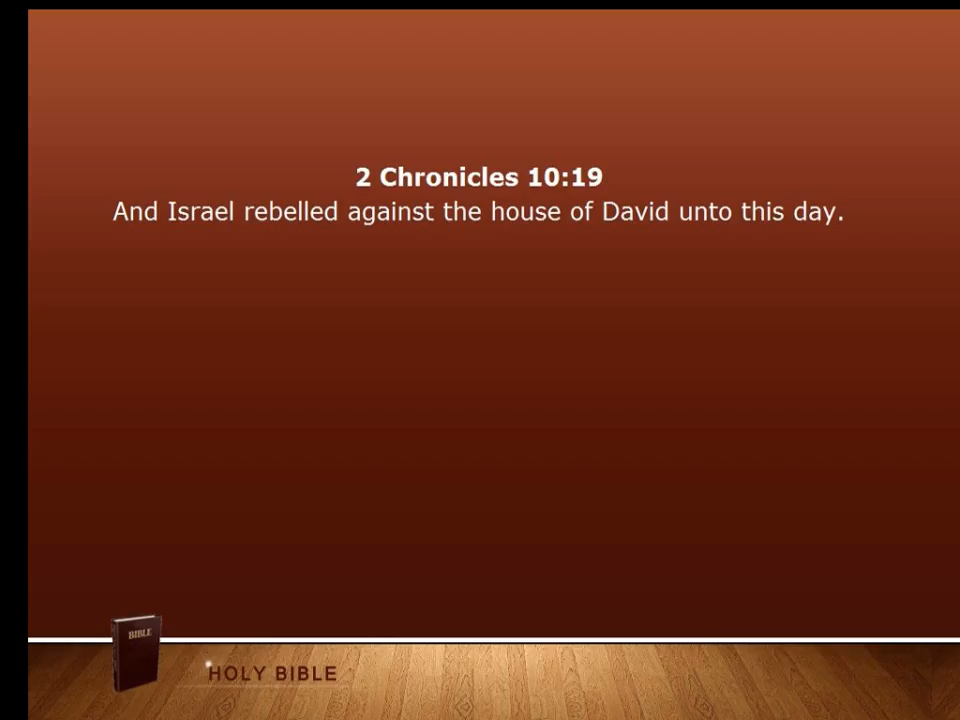 2 Chronicles 10:19
And Israel rebelled against the house of David unto this day.
BIBLE
HOLY BIBLE